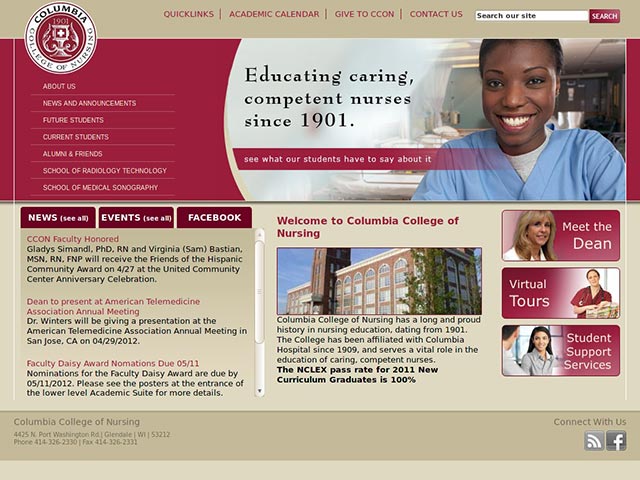 COLUMBIA
1901
COLLEGE OF NURSING
QUICKLINKS
ACADEMIC CALENDAR
GIVE TO CCON
CONTACT US
Search our site
SEARCH
ABOUT US
NEWS AND ANNOUNCEMENTS
FUTURE STUDENTS
CURRENT STUDENTS
ALUMNI & FRIENDS
SCHOOL OF RADIOLOGY TECHNOLOGY
SCHOOL OF MEDICAL SONOGRAPHY
Educating caring,
competent nurses
since 1901.
see what our students have to say about it
NEWS (see all)
EVENTS (see all)
FACEBOOK
CCON Faculty Honored
Gladys Simandl, PhD, RN and Virginia (Sam) Bastian,
MSN, RN, FNP will receive the Friends of the Hispanic
Community Award on 4/27 at the United Community
Center Anniversary Celebration.
Dean to present at American Telemedicine
Association Annual Meeting
Dr. Winters will be giving a presentation at the
American Telemedicine Association Annual Meeting in
San Jose, CA on 04/29/2012.
Faculty Daisy Award Nomations Due 05/11
Nominations for the Faculty Daisy Award are due by
05/11/2012. Please see the posters at the entrance of
the lower level Academic Suite for more details.
Welcome to Columbia College of
Nursing
Columbia College of Nursing has a long and proud
history in nursing education, dating from 1901.
The College has been affiliated with Columbia
Hospital since 1909, and serves a vital role in the
education of caring, competent nurses.
The NCLEX pass rate for 2011 New
Curriculum Graduates is 100%
Meet the
Dean
Virtual
Tours
Student
Support
Services
Columbia College of Nursing
4425 N. Port Washington Rd.| Glendale | WI | 53212
Phone 414-326-2330 | Fax 414-326-2331
Connect With Us